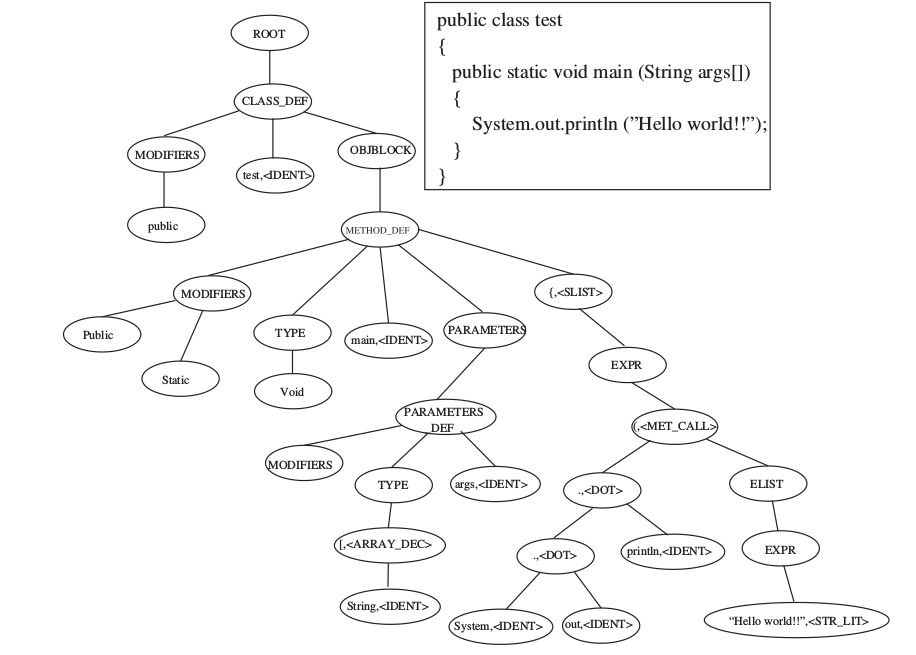 public class test
{
public static void main (String args[])
{
System.out.println (”Hello world!!”);
}
}
ROOT
CLASS_DEF
MODIFIERS
test,<IDENT>
OBJBLOCK
public
METHOD_DEF
MODIFIERS
{,<SLIST>
Public
TYPE
main,<IDENT>
PARAMETERS
Static
Void
EXPR
PARAMETERS
DEF
(,<MET_CALL>
MODIFIERS
TYPE
args,<IDENT>
.,<DOT>
ELIST
[,<ARRAY_DEC>
.,<DOT>
println,<IDENT>
EXPR
String,<IDENT>
System,<IDENT>
out,<IDENT>
“Hello world!!”,<STR_LIT>